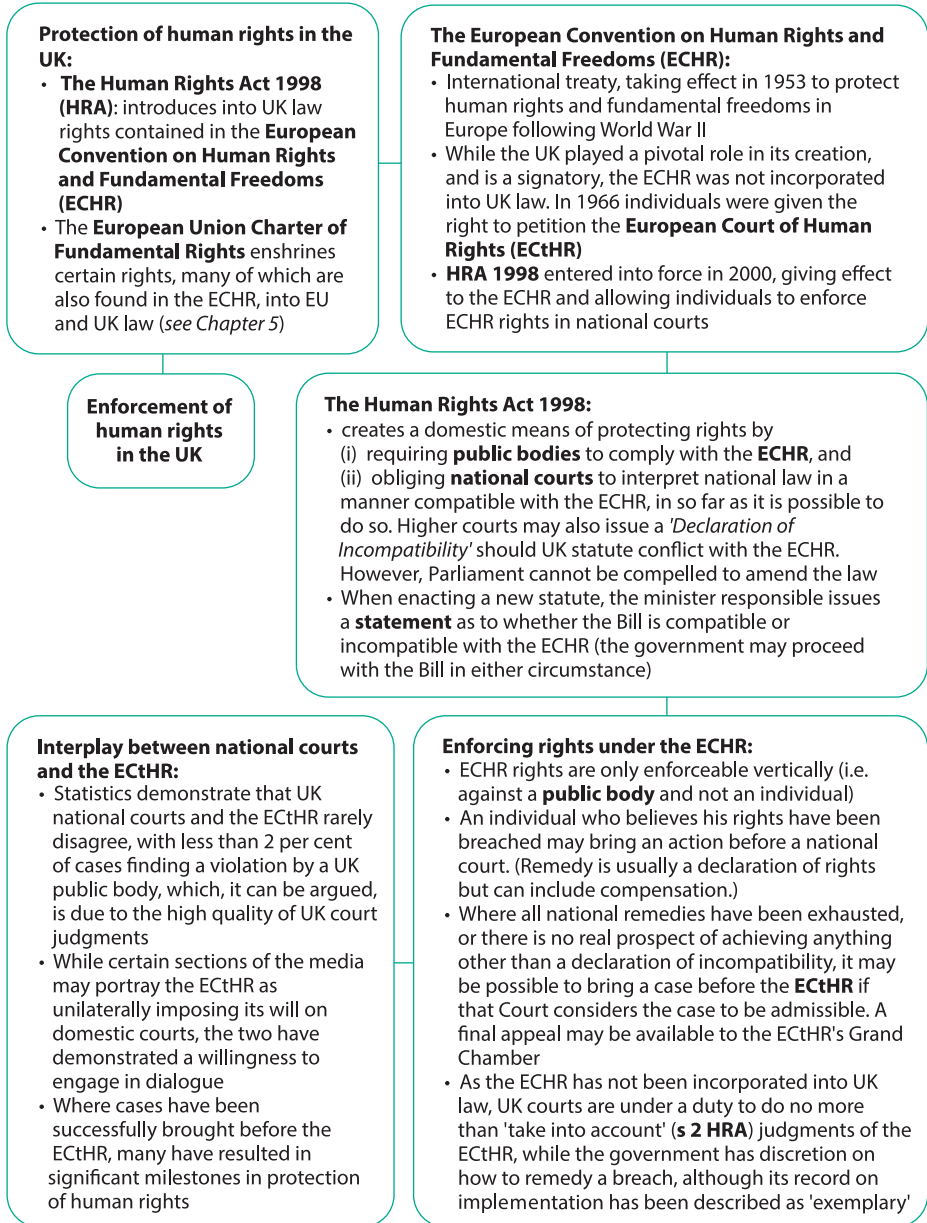 Protection of human rights in the
UK:
• The Human Rights Act 1998
(HRA): introduces into UK law
rights contained in the European
Convention on Human Rights
and Fundamental Freedoms
(ECHR)
• The European Union Charter of
Fundamental Rights enshrines
certain rights, many of which are
also found in the ECHR, into EU
and UK law (see Chapter 5)
The European Convention on Human Rights and
Fundamental Freedoms (ECHR):
• International treaty, taking effect in 1953 to protect
human rights and fundamental freedoms in
Europe following World War II
• While the UK played a pivotal role in its creation,
and is a signatory, the ECHR was not incorporated
into UK law. In 1966 individuals were given the
right to petition the European Court of Human
Rights (ECtHR)
• HRA 1998 entered into force in 2000, giving effect
to the ECHR and allowing individuals to enforce
ECHR rights in national courts
Enforcement of
human rights
in the UK
The Human Rights Act 1998:
• creates a domestic means of protecting rights by
(i) requiring public bodies to comply with the ECHR, and
(ii) obliging national courts to interpret national law in a
manner compatible with the ECHR, in so far as it is possible to
do so. Higher courts may also issue a 'Declaration of
Incompatibility' should UK statute conflict with the ECHR.
However, Parliament cannot be compelled to amend the law
• When enacting a new statute, the minister responsible issues
a statement as to whether the Bill is compatible or
incompatible with the ECHR (the government may proceed
with the Bill in either circumstance)
Interplay between national courts
and the ECtHR:
• Statistics demonstrate that UK
national courts and the ECtHR rarely
disagree, with less than 2 per cent
of cases finding a violation by a UK
public body, which, it can be argued,
is due to the high quality of UK court
judgments
• While certain sections of the media
may portray the ECtHR as
unilaterally imposing its will on
domestic courts, the two have
demonstrated a willingness to
engage in dialogue
• Where cases have been
successfully brought before the
ECtHR, many have resulted in
significant milestones in protection
of human rights
Enforcing rights under the ECHR:
• ECHR rights are only enforceable vertically (i.e.
against a public body and not an individual)
• An individual who believes his rights have been
breached may bring an action before a national
court. (Remedy is usually a declaration of rights
but can include compensation.)
• Where all national remedies have been exhausted,
or there is no real prospect of achieving anything
other than a declaration of incompatibility, it may
be possible to bring a case before the ECtHR if
that Court considers the case to be admissible. A
final appeal may be available to the ECtHR's Grand
Chamber
• As the ECHR has not been incorporated into UK
law, UK courts are under a duty to do no more
than 'take into account' (s 2 HRA) judgments of the
ECtHR, while the government has discretion on
how to remedy a breach, although its record on
implementation has been described as 'exemplary'